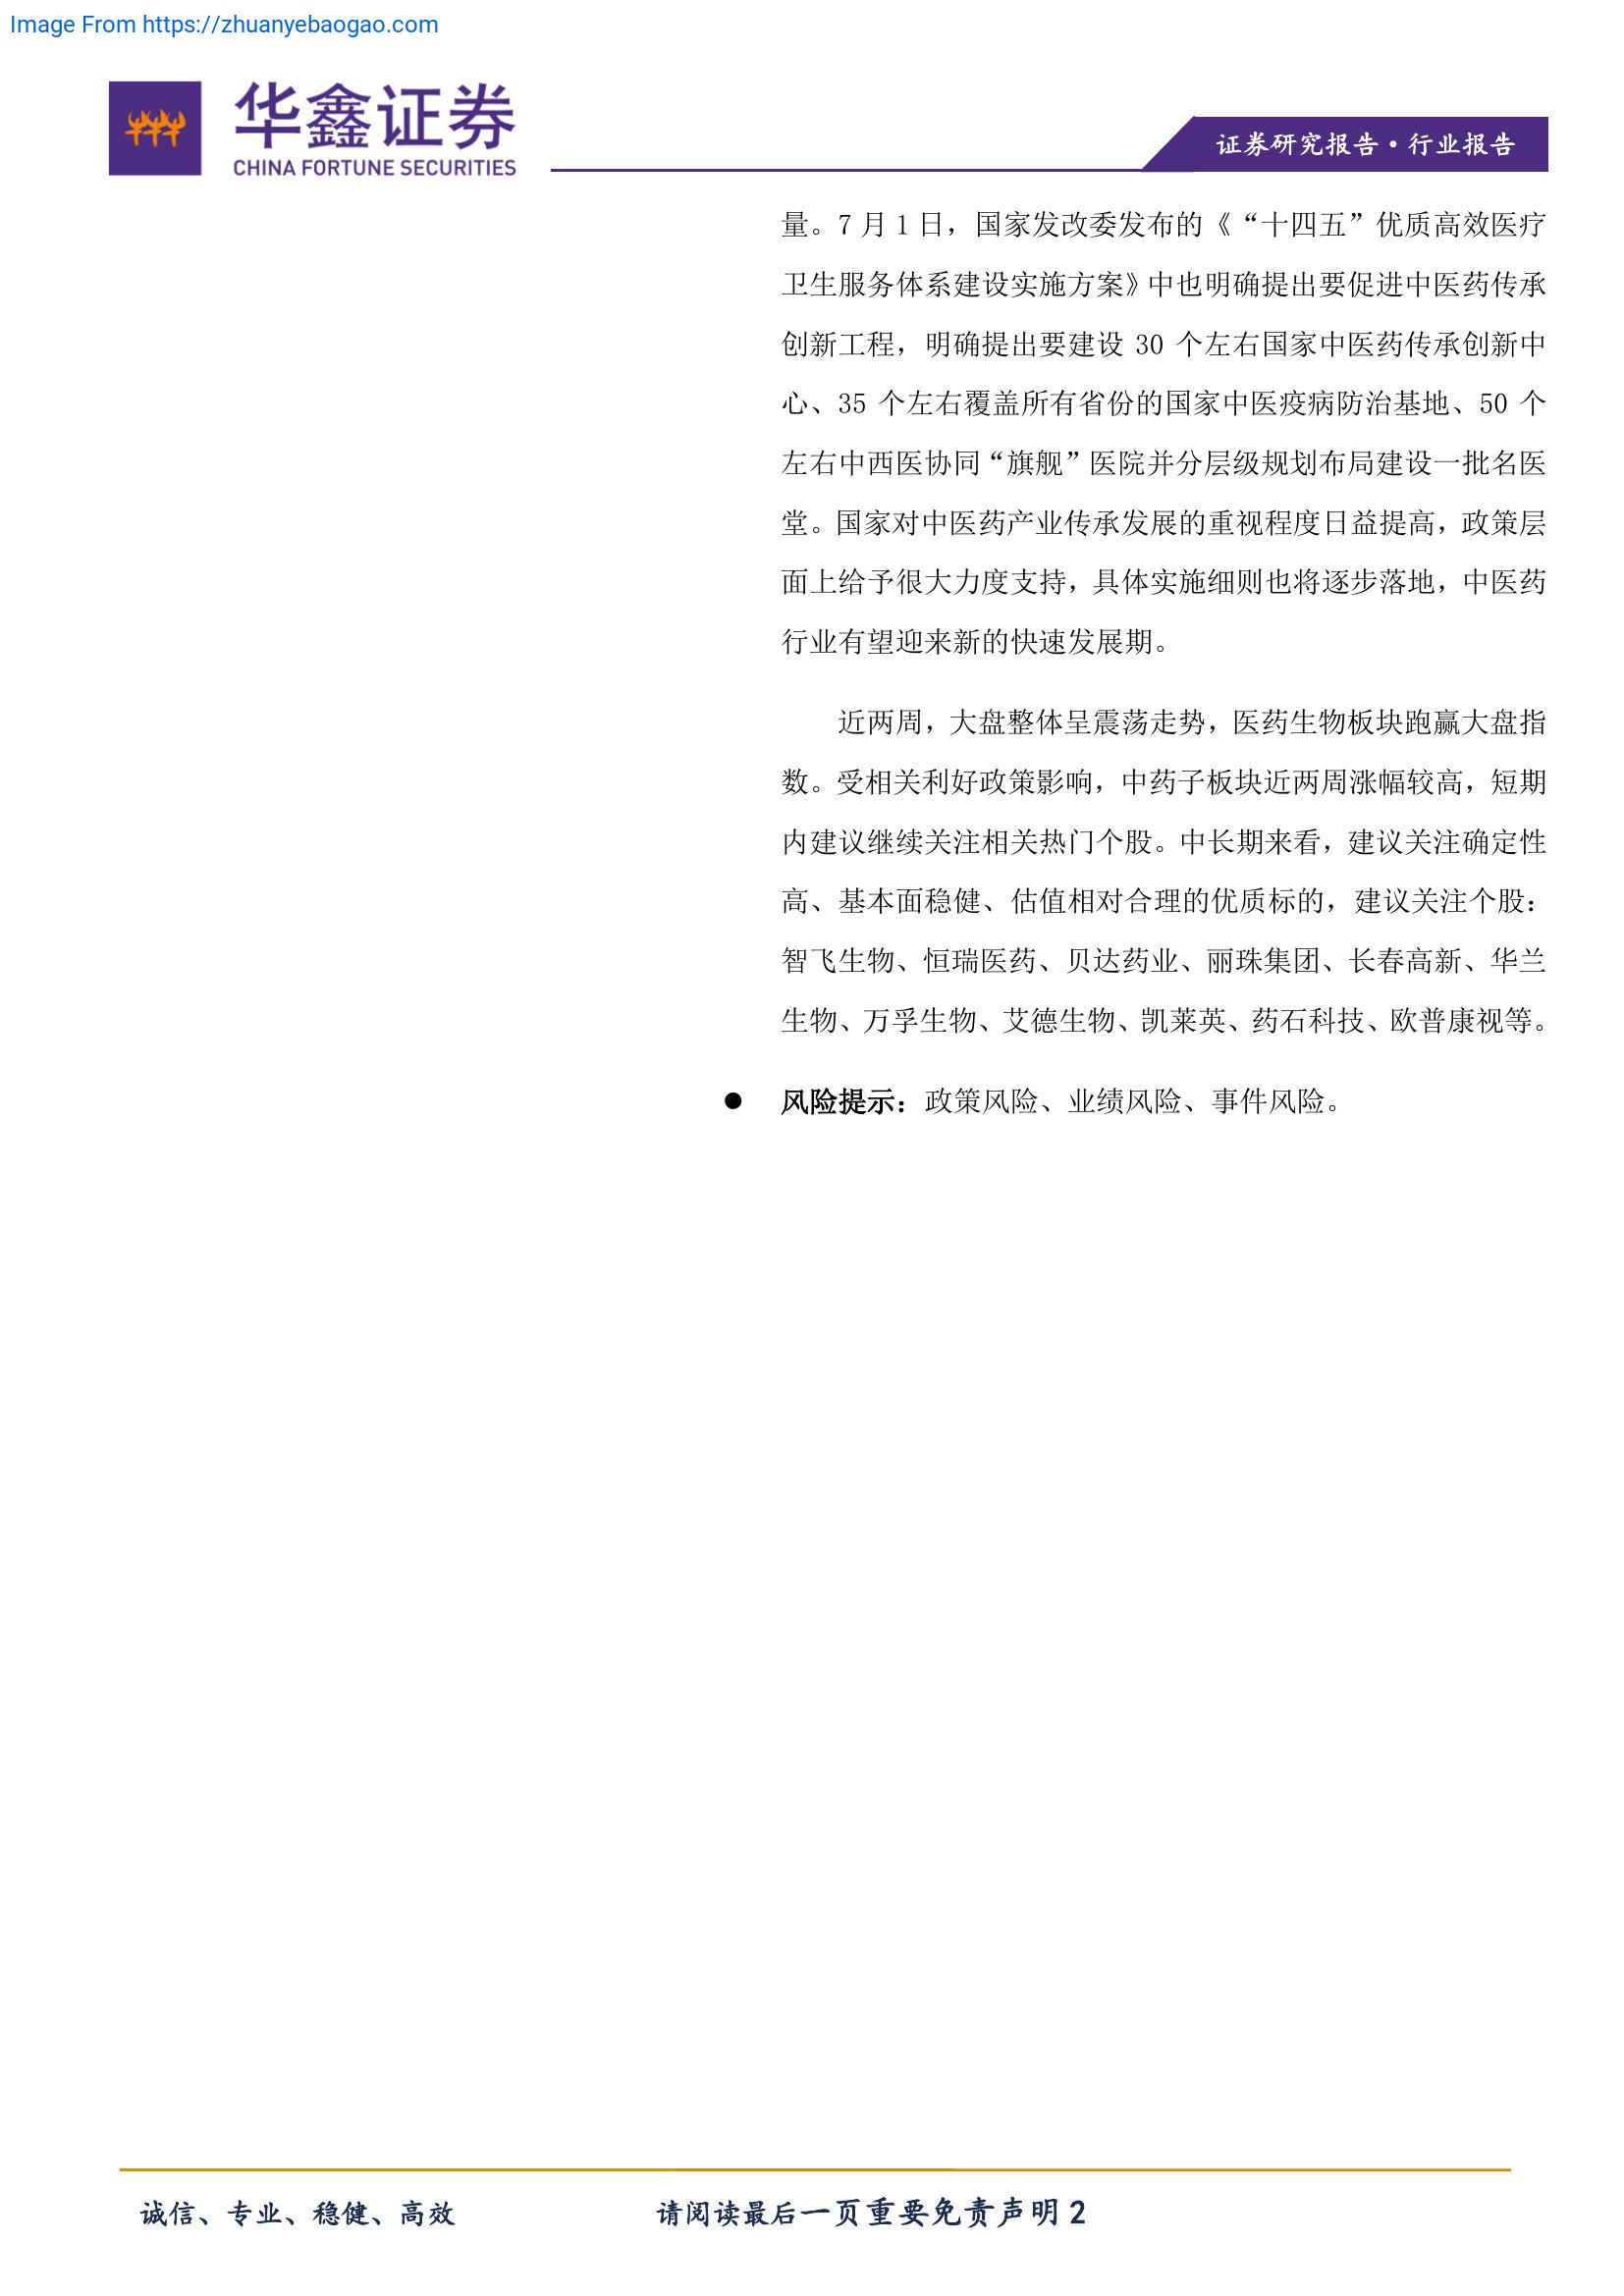 Image From https://zhuanyebaogao.com
华鑫证券
CHINA FORTUNE SECURITIES
证券研究报告·行业报告
量。7 月 1 日，国家发改委发布的《“十四五”优质高效医疗
卫生服务体系建设实施方案》中也明确提出要促进中医药传承
创新工程，明确提出要建设 30 个左右国家中医药传承创新中
心、35 个左右覆盖所有省份的国家中医疫病防治基地、50 个
左右中西医协同“旗舰”医院并分层级规划布局建设一批名医
堂。国家对中医药产业传承发展的重视程度日益提高，政策层
面上给予很大力度支持，具体实施细则也将逐步落地，中医药
行业有望迎来新的快速发展期。
近两周，大盘整体呈震荡走势，医药生物板块跑赢大盘指
数。受相关利好政策影响，中药子板块近两周涨幅较高，短期
内建议继续关注相关热门个股。中长期来看，建议关注确定性
高、基本面稳健、估值相对合理的优质标的，建议关注个股：
智飞生物、恒瑞医药、贝达药业、丽珠集团、长春高新、华兰
生物、万孚生物、艾德生物、凯莱英、药石科技、欧普康视等。
● 风险提示：政策风险、业绩风险、事件风险。
诚信、专业、稳健、高效
请阅读最后一页重要免责声明 2